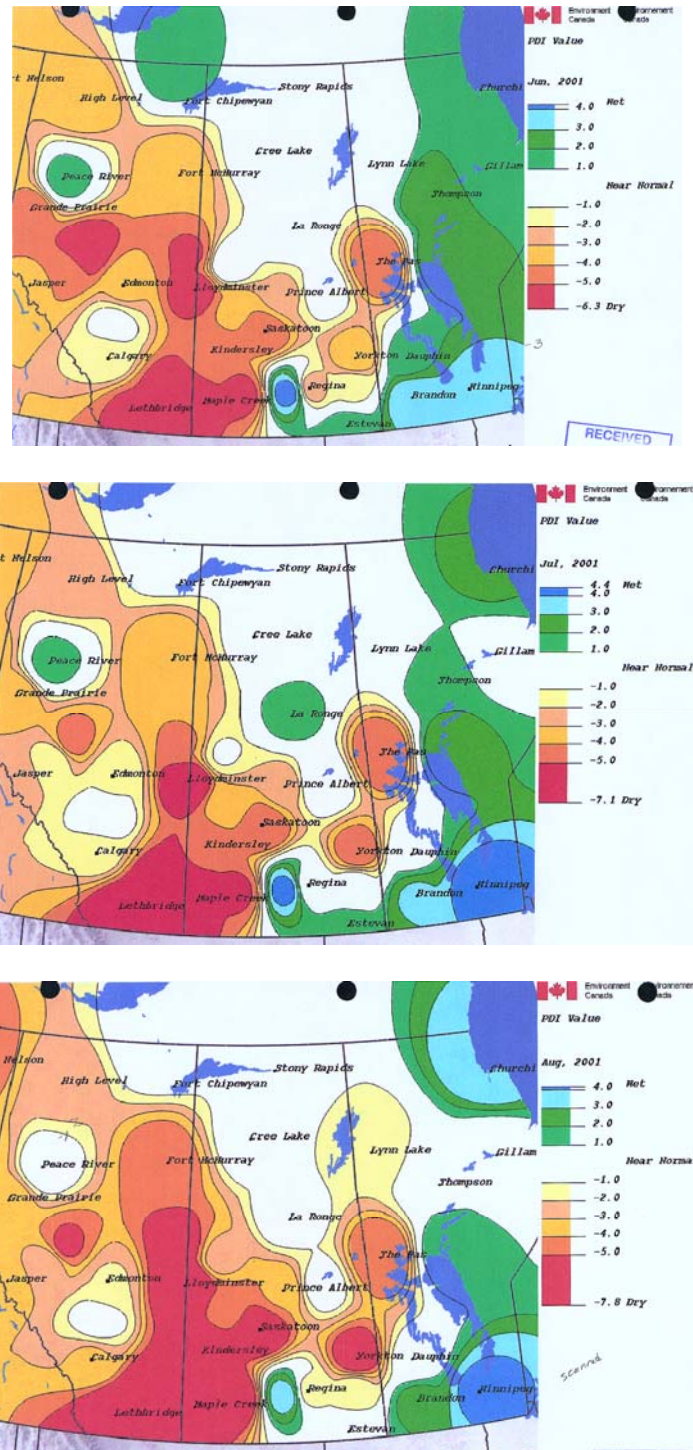 Environment Canada
Environnement Canada
PDI Value
Jun, 2001
4.0 Wet
3.0
2.0
1.0
Near Normal
-1.0
-2.0
-3.0
-4.0
-5.0
-6.3 Dry
-3
RECEIVED
t Nelson
High Level
Fort Chipewyan
Stony Rapids
Churchi
Cree Lake
Lynn Lake
Gillam
Peace River
Fort McMurray
Thompson
Grande Prairie
La Ronge
The Pas
Jasper
Edmonton
Lloydminster
Prince Albert
Saskatoon
Calgary
Kindersley
Yorkton
Dauphin
Lethbridge
Maple Creek
Regina
Brandon
Winnipeg
Estevan
Environment Canada
PDI Value
Jul, 2001
4.4 Wet
4.0
3.0
2.0
1.0
Near Normal
-1.0
-2.0
-3.0
-4.0
-5.0
-7.1 Dry
t Nelson
High Level
Fort Chipewyan
Stony Rapids
Churchi
Cree Lake
Lynn Lake
Gillam
Peace River
Fort McMurray
Thompson
Grande Prairie
La Ronge
The Pas
Jasper
Edmonton
Lloydminster
Prince Albert
Saskatoon
Calgary
Kindersley
Yorkton
Dauphin
Lethbridge
Maple Creek
Regina
Brandon
Winnipeg
Estevan
Environment Canada
PDI Value
Aug, 2001
4.0 Wet
3.0
2.0
1.0
Near Normal
-1.0
-2.0
-3.0
-4.0
-5.0
-7.8 Dry
scanned
Nelson
High Level
Fort Chipewyan
Stony Rapids
Churchi
Cree Lake
Lynn Lake
Gillam
Peace River
Fort McMurray
Thompson
Grande Prairie
La Ronge
The Pas
Jasper
Edmonton
Lloydminster
Prince Albert
Saskatoon
Calgary
Kindersley
Yorkton
Dauphin
Lethbridge
Maple Creek
Regina
Brandon
Winnipeg
Estevan